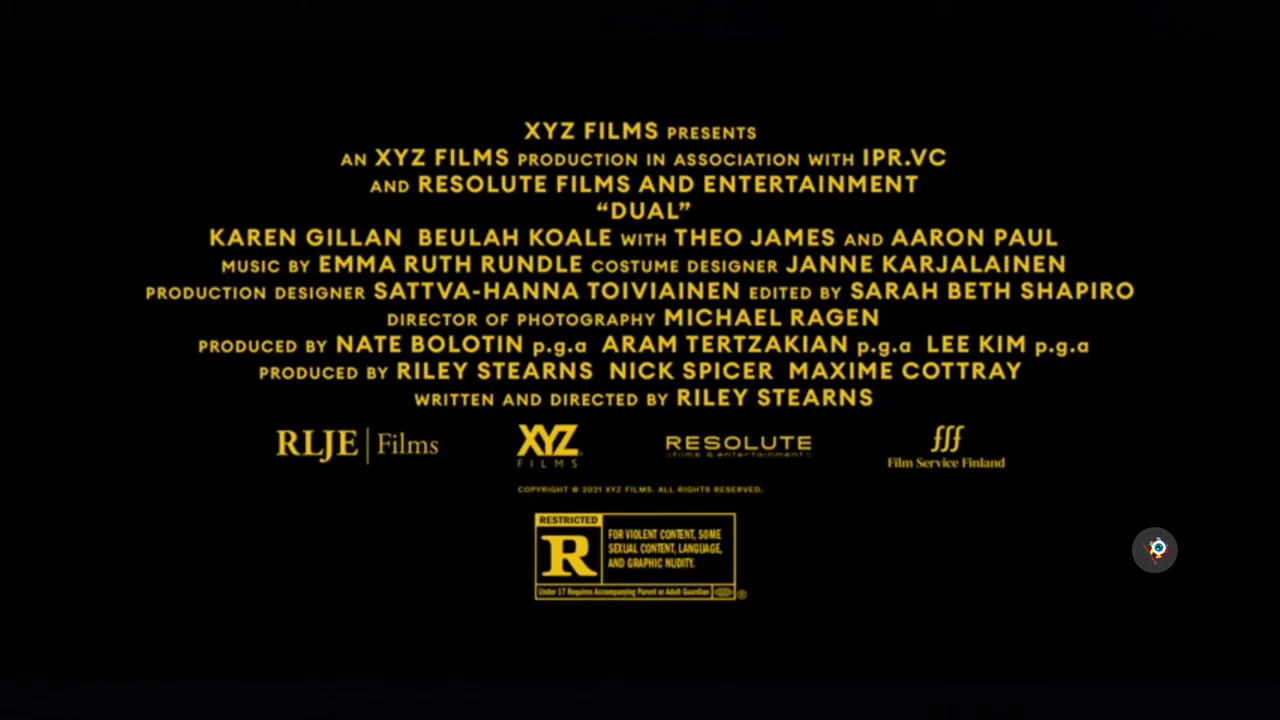 XYZ FILMS PRESENTS
AN XYZ FILMS PRODUCTION IN ASSOCIATION WITH IPR.VC
AND RESOLUTE FILMS AND ENTERTAINMENT
“DUAL”
KAREN GILLAN BEULAH KOALE WITH THEO JAMES AND AARON PAUL
MUSIC BY EMMA RUTH RUNDLE COSTUME DESIGNER JANNE KARJALAINEN
PRODUCTION DESIGNER SATTVA-HANNA TOIVIAINEN EDITED BY SARAH BETH SHAPIRO
DIRECTOR OF PHOTOGRAPHY MICHAEL RAGEN
PRODUCED BY NATE BOLOTIN p.g.a ARAM TERTZAKIAN p.g.a LEE KIM p.g.a
PRODUCED BY RILEY STEARNS NICK SPICER MAXIME COTTRAY
WRITTEN AND DIRECTED BY RILEY STEARNS
RLJE | Films
XYZ
FILMS
RESOLUTE
films & entertainment
fff
Film Service Finland
COPYRIGHT © 2021 XYZ FILMS. ALL RIGHTS RESERVED.
RESTRICTED
R
FOR VIOLENT CONTENT, SOME
SEXUAL CONTENT, LANGUAGE,
AND GRAPHIC NUDITY.
Under 17 Requires Accompanying Parent or Adult Guardian
®